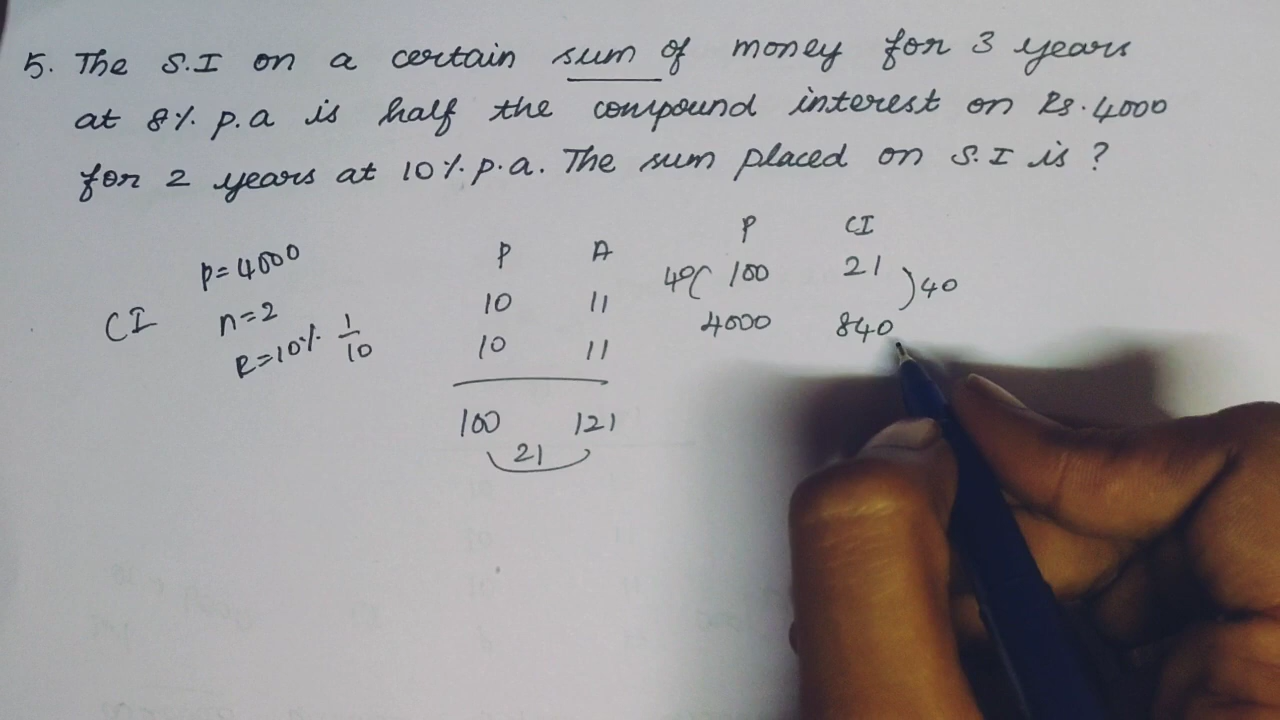 5. The S.I on a certain sum of money for 3 years
at 8%. p.a is half the compound interest on Rs.4000
for 2 years at 10%.p.a. The sum placed on S.I is ?
CI
P=4000
n=2
R=10% 1/10
P A
10 11
10 11
100 121
21
P CI
40( 100 21 )40
4000 840